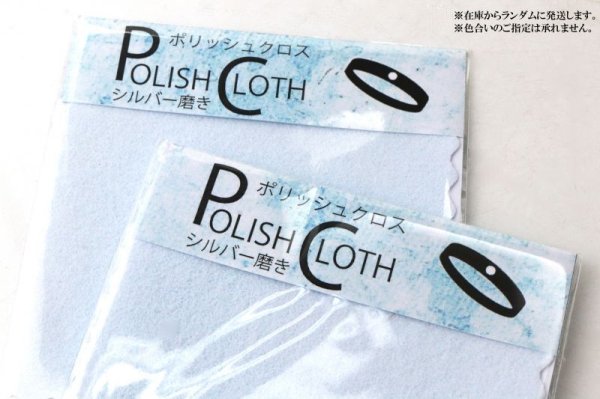 ※在庫からランダムに発送します。
※色合いのご指定は承れません。
ポリッシュクロス
POLISH CLOTH
シルバー磨き
ポリッシュクロス
POLISH CLOTH
シルバー磨き